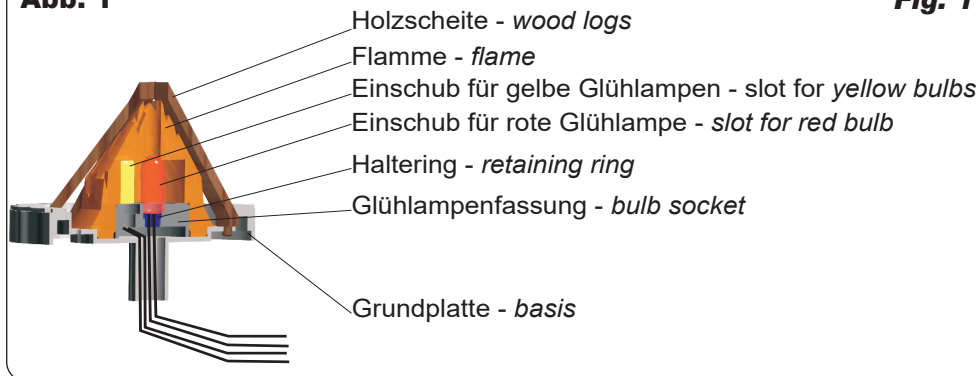 Abb. 1
Fig. 1
Holzscheite - wood logs
Flamme - flame
Einschub für gelbe Glühlampen - slot for yellow bulbs
Einschub für rote Glühlampe - slot for red bulb
Haltering - retaining ring
Glühlampenfassung - bulb socket
Grundplatte - basis